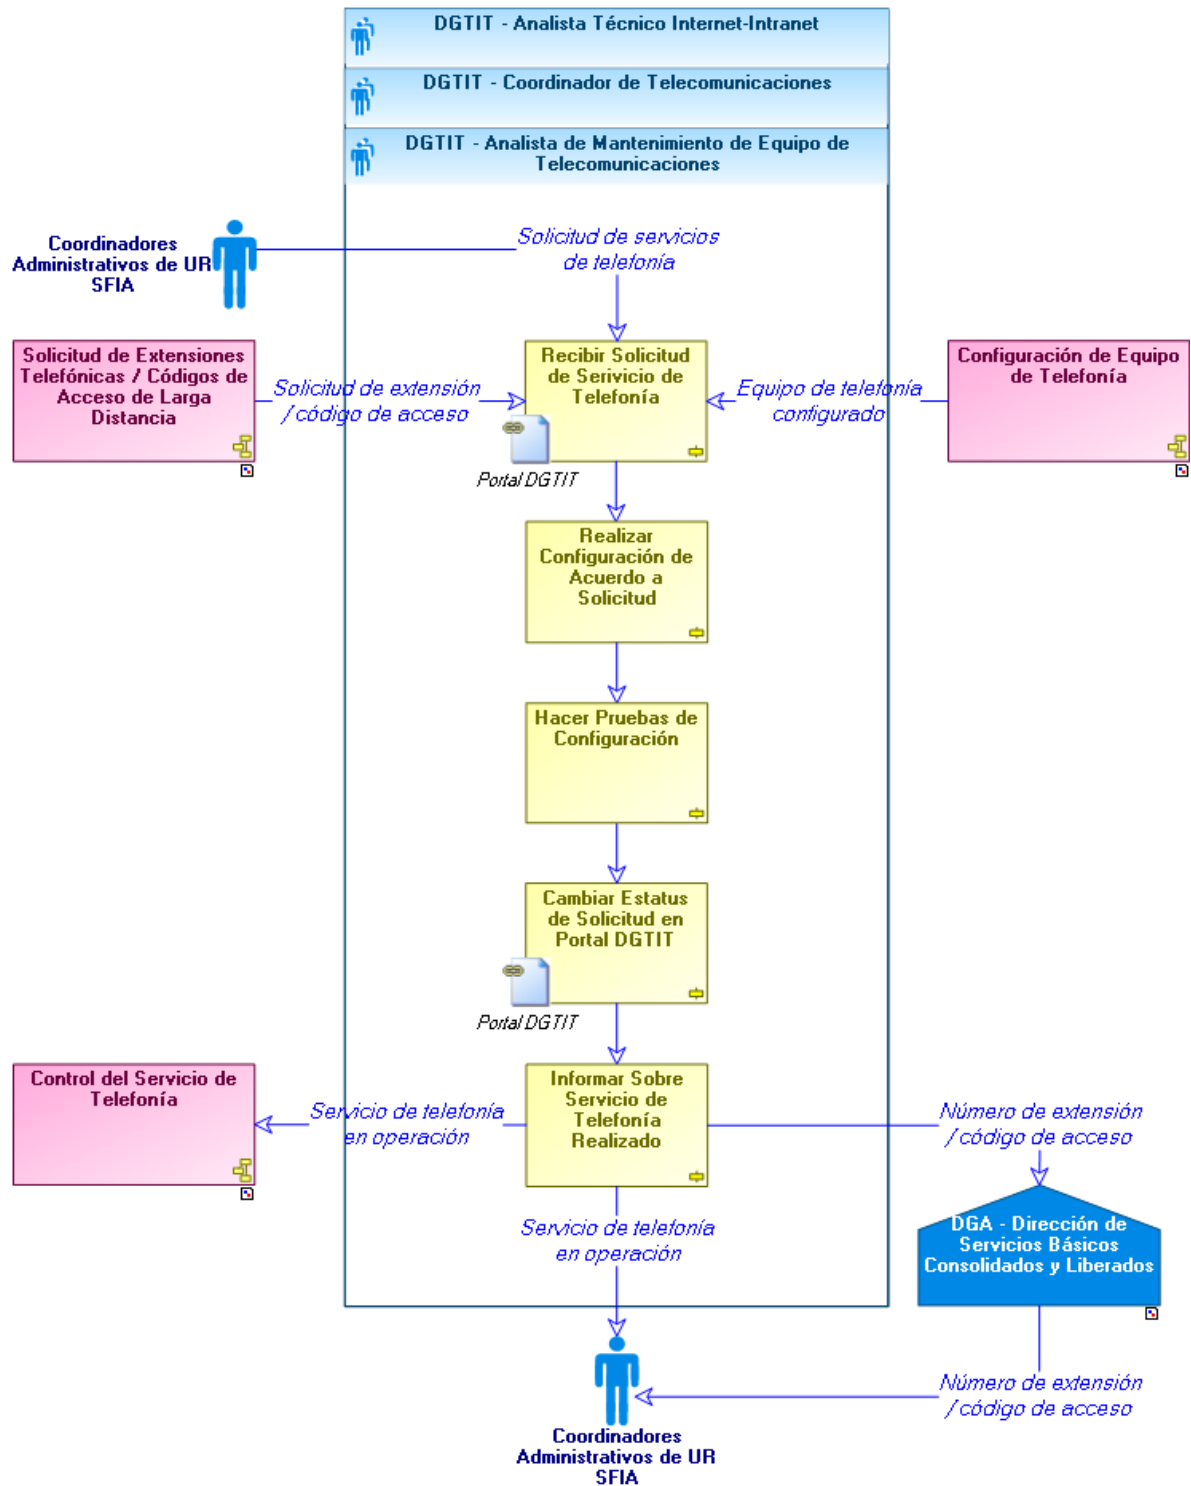 DGTIT - Analista Técnico Internet-Intranet
DGTIT - Coordinador de Telecomunicaciones
DGTIT - Analista de Mantenimiento de Equipo de
Telecomunicaciones
Coordinadores
Administrativos de UR
SFIA
Solicitud de servicios
de telefonía
Solicitud de Extensiones
Telefónicas / Códigos de
Acceso de Larga
Distancia
Solicitud de extensión
/ código de acceso
Recibir Solicitud
de Serivicio de
Telefonía
Portal DGTIT
Equipo de telefonía
configurado
Configuración de Equipo
de Telefonía
Realizar
Configuración de
Acuerdo a
Solicitud
Hacer Pruebas de
Configuración
Cambiar Estatus
de Solicitud en
Portal DGTIT
Portal DGTIT
Control del Servicio de
Telefonía
Servicio de telefonía
en operación
Informar Sobre
Servicio de
Telefonía
Realizado
Número de extensión
/ código de acceso
Servicio de telefonía
en operación
DGA - Dirección de
Servicios Básicos
Consolidados y Liberados
Número de extensión
/ código de acceso
Coordinadores
Administrativos de UR
SFIA